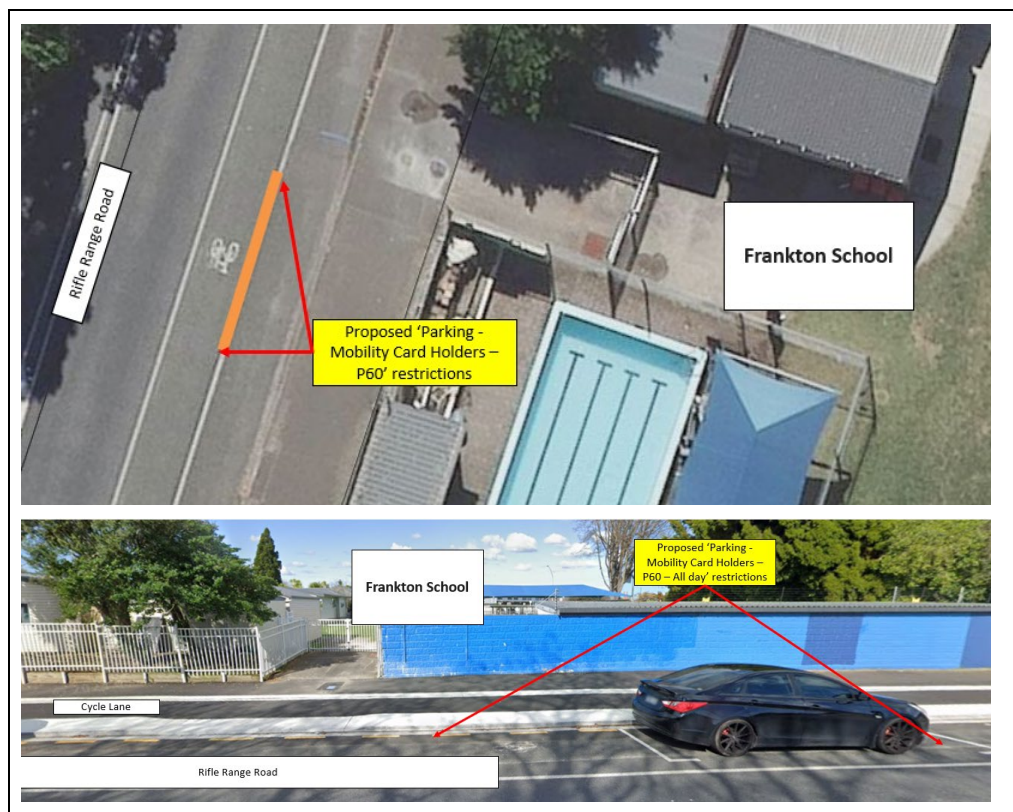 Rifle Range Road
Frankton School
Proposed ‘Parking -
Mobility Card Holders –
P60’ restrictions
Frankton School
Proposed ‘Parking -
Mobility Card Holders –
P60 – All day’ restrictions
Cycle Lane
Rifle Range Road